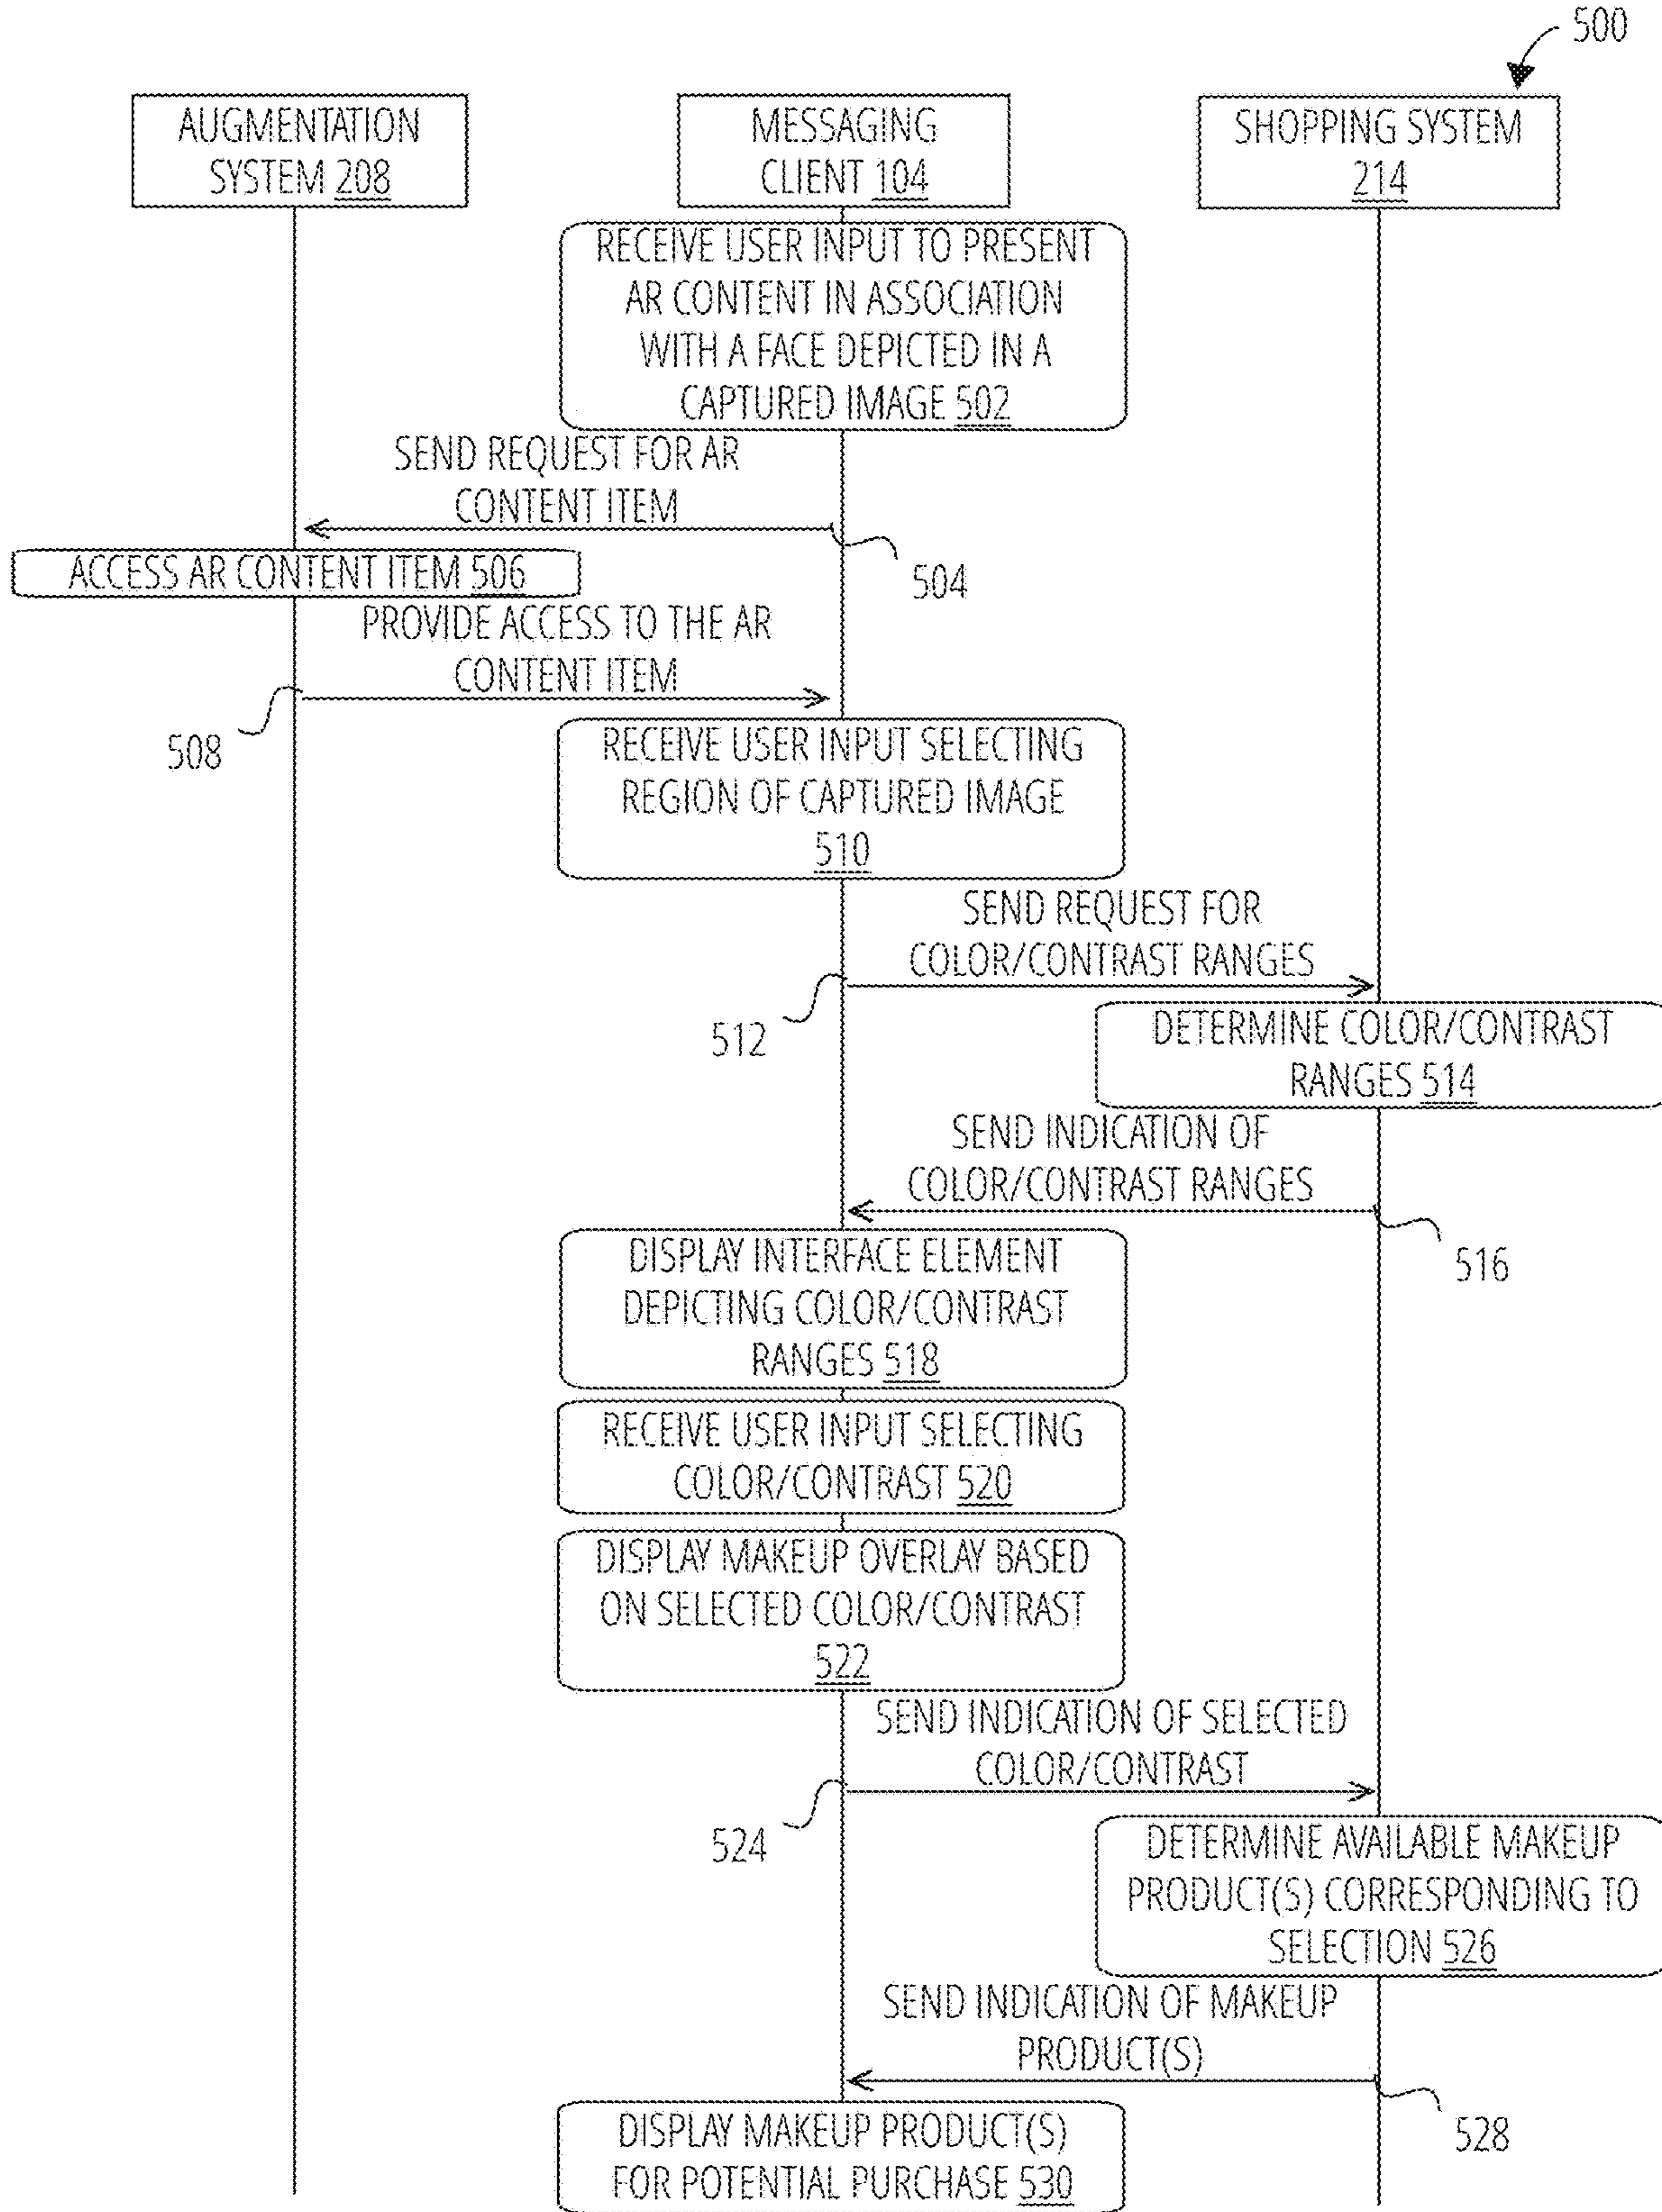 500
AUGMENTATION
SYSTEM 208
MESSAGING
CLIENT 104
SHOPPING SYSTEM
214
RECEIVE USER INPUT TO PRESENT
AR CONTENT IN ASSOCIATION
WITH A FACE DEPICTED IN A
CAPTURED IMAGE 502
SEND REQUEST FOR AR
CONTENT ITEM
504
ACCESS AR CONTENT ITEM 506
PROVIDE ACCESS TO THE AR
CONTENT ITEM
508
RECEIVE USER INPUT SELECTING
REGION OF CAPTURED IMAGE
510
SEND REQUEST FOR
COLOR/CONTRAST RANGES
512
DETERMINE COLOR/CONTRAST
RANGES 514
SEND INDICATION OF
COLOR/CONTRAST RANGES
516
DISPLAY INTERFACE ELEMENT
DEPICTING COLOR/CONTRAST
RANGES 518
RECEIVE USER INPUT SELECTING
COLOR/CONTRAST 520
DISPLAY MAKEUP OVERLAY BASED
ON SELECTED COLOR/CONTRAST
522
SEND INDICATION OF SELECTED
COLOR/CONTRAST
524
DETERMINE AVAILABLE MAKEUP
PRODUCT(S) CORRESPONDING TO
SELECTION 526
SEND INDICATION OF MAKEUP
PRODUCT(S)
528
DISPLAY MAKEUP PRODUCT(S)
FOR POTENTIAL PURCHASE 530